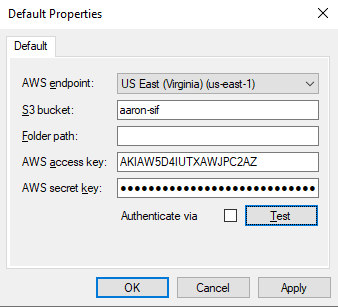 Default Properties
Default
AWS endpoint: US East (Virginia) (us-east-1)
S3 bucket: aaron-sif
Folder path:
AWS access key: AKIAW5D4IUTXAWJPC2AZ
AWS secret key: ●●●●●●●●●●●●●●●●●●●●●●●●●●●●
Authenticate via Test
OK Cancel Apply